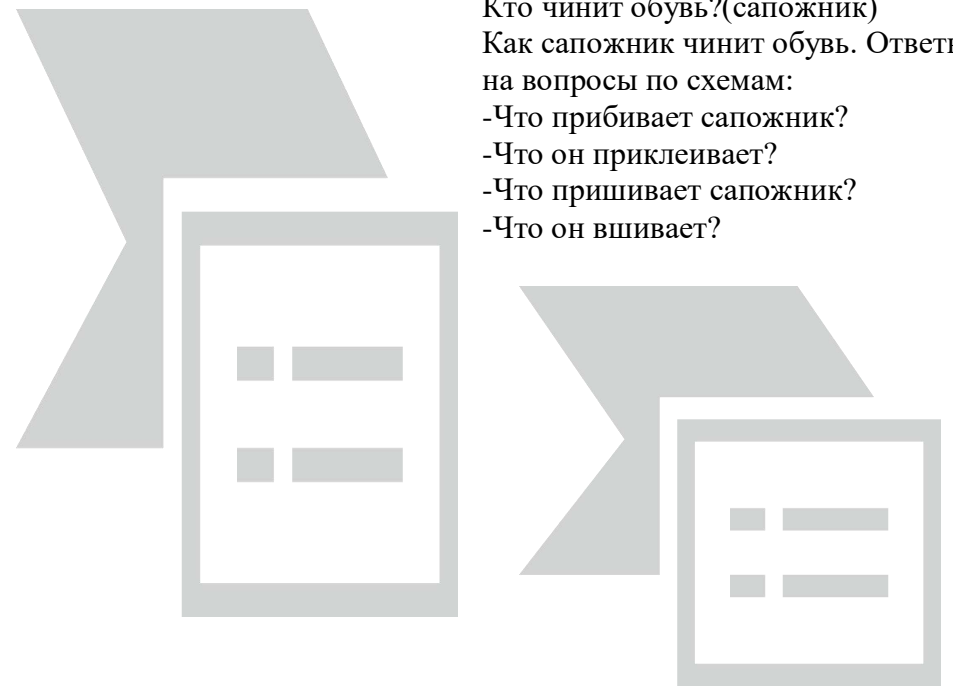 Кто чинит обувь?(сапожник)
Как сапожник чинит обувь.
на вопросы по схемам:
-Что прибивает сапожник?
-Что он приклеивает?
-Что пришивает сапожник?
-Что он вшивает?